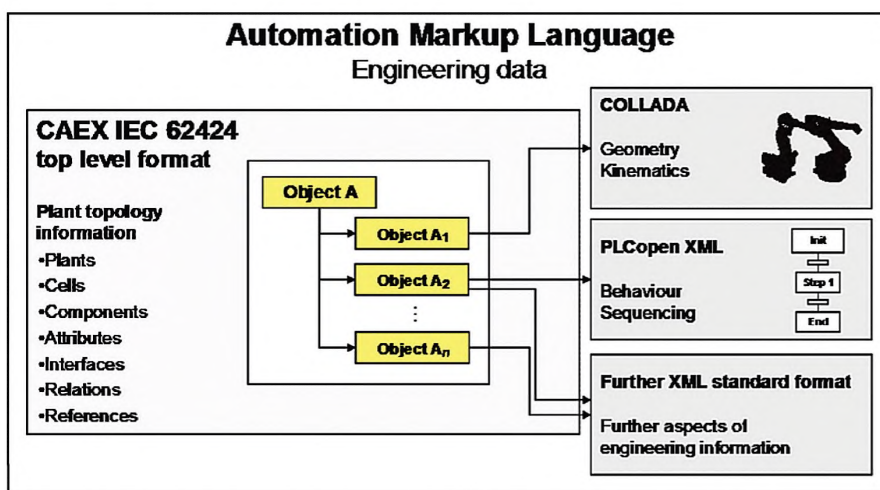 Automation Markup Language
Engineering data
CAEX IEC 62424
top level format
Plant topology
information
•Plants
•Cells
•Components
•Attributes
•Interfaces
•Relations
•References
Object A
Object A1
Object A2
⋮
Object An
COLLADA
Geometry
Kinematics
PLCopen XML
Behaviour
Sequencing
Init
Step 1
End
Further XML standard format
Further aspects of
engineering information